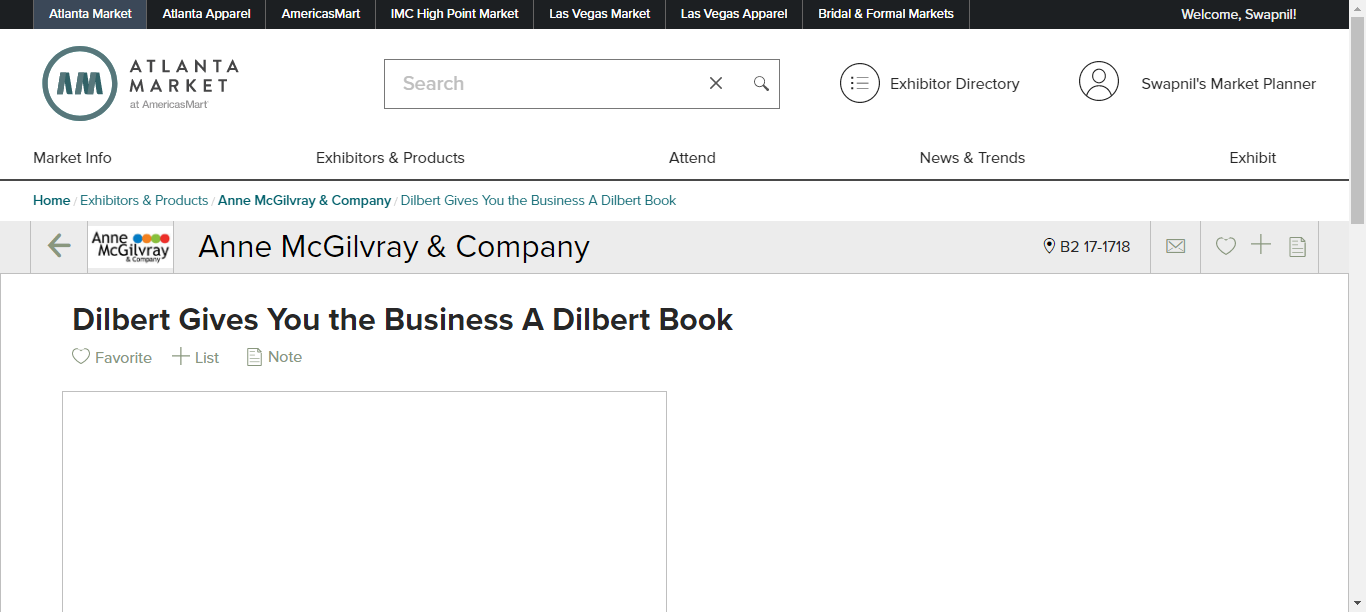 Atlanta Market Atlanta Apparel AmericasMart IMC High Point Market Las Vegas Market Las Vegas Apparel Bridal & Formal Markets Welcome, Swapnil!
AM ATLANTA
MARKET
at AmericasMart
Search
Exhibitor Directory
Swapnil's Market Planner
Market Info Exhibitors & Products Attend News & Trends Exhibit
Home / Exhibitors & Products / Anne McGilvray & Company / Dilbert Gives You the Business A Dilbert Book
Anne
McGilvray
& Company
Anne McGilvray & Company
B2 17-1718
Dilbert Gives You the Business A Dilbert Book
Favorite List Note